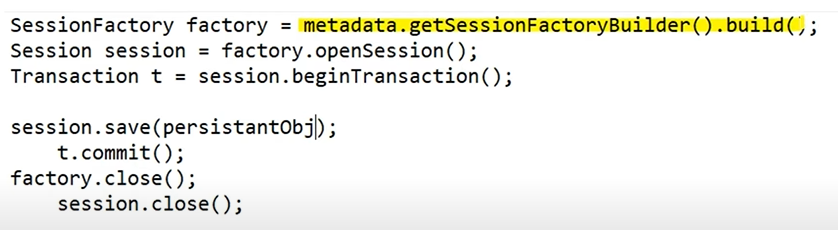 SessionFactory factory = metadata.getSessionFactoryBuilder().build();
Session session = factory.openSession();
Transaction t = session.beginTransaction();
session.save(persistantObj);
t.commit();
factory.close();
session.close();